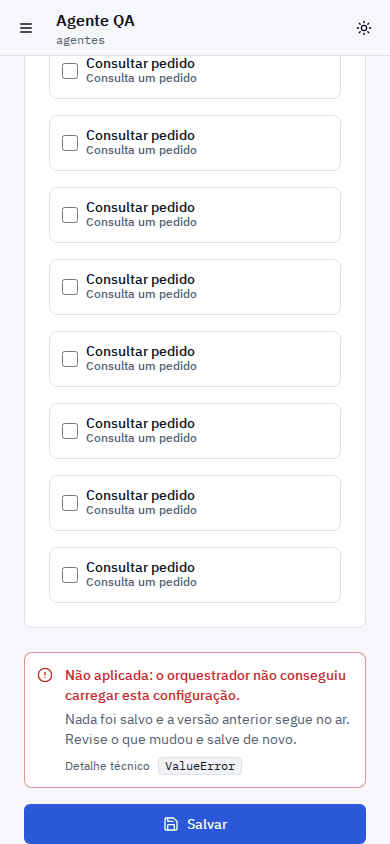 Agente QA
agentes
Consultar pedido
Consulta um pedido
Consultar pedido
Consulta um pedido
Consultar pedido
Consulta um pedido
Consultar pedido
Consulta um pedido
Consultar pedido
Consulta um pedido
Consultar pedido
Consulta um pedido
Consultar pedido
Consulta um pedido
Consultar pedido
Consulta um pedido
Não aplicada: o orquestrador não conseguiu
carregar esta configuração.
Nada foi salvo e a versão anterior segue no ar.
Revise o que mudou e salve de novo.
Detalhe técnico ValueError
Salvar